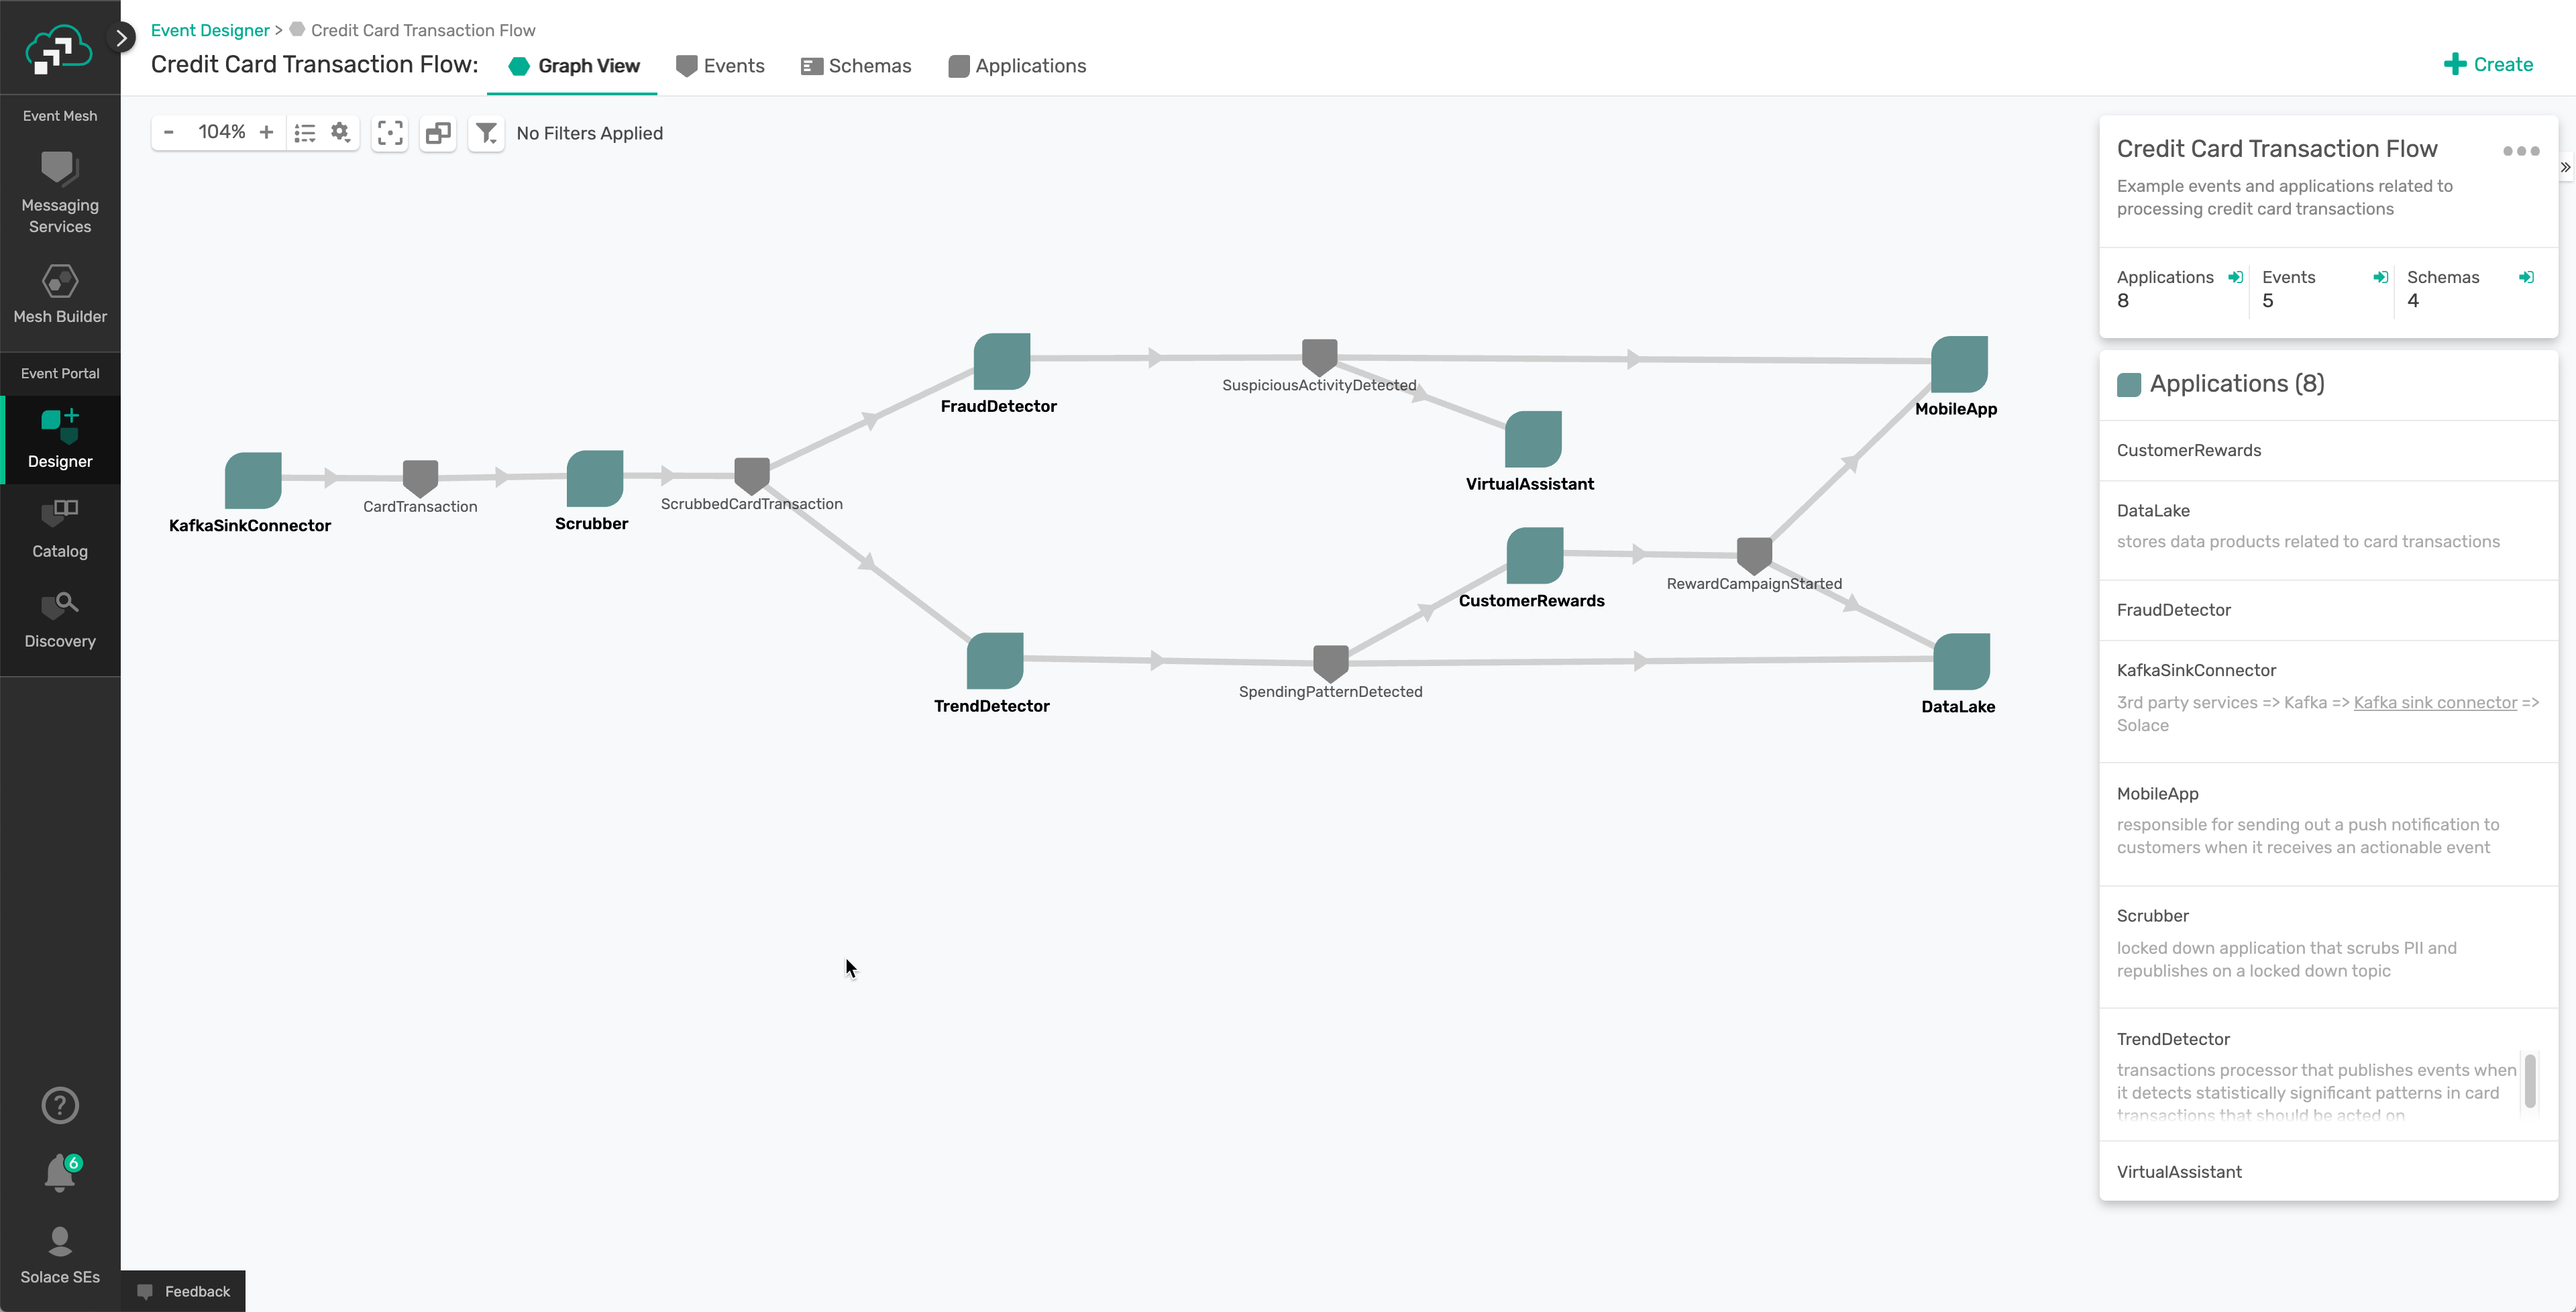 Event Designer > Credit Card Transaction Flow
Credit Card Transaction Flow:
Graph View
Events
Schemas
Applications
Create
Event Mesh
Messaging
Services
Mesh Builder
Event Portal
Designer
Catalog
Discovery
?
6
Solace SEs
Feedback
- 104% +
No Filters Applied
KafkaSinkConnector
CardTransaction
Scrubber
ScrubbedCardTransaction
FraudDetector
SuspiciousActivityDetected
MobileApp
VirtualAssistant
CustomerRewards
RewardCampaignStarted
TrendDetector
SpendingPatternDetected
DataLake
Credit Card Transaction Flow
Example events and applications related to
processing credit card transactions
Applications
8
Events
5
Schemas
4
Applications (8)
CustomerRewards
DataLake
stores data products related to card transactions
FraudDetector
KafkaSinkConnector
3rd party services => Kafka => Kafka sink connector =>
Solace
MobileApp
responsible for sending out a push notification to
customers when it receives an actionable event
Scrubber
locked down application that scrubs PII and
republishes on a locked down topic
TrendDetector
transactions processor that publishes events when
it detects statistically significant patterns in card
transactions that should be acted on
VirtualAssistant